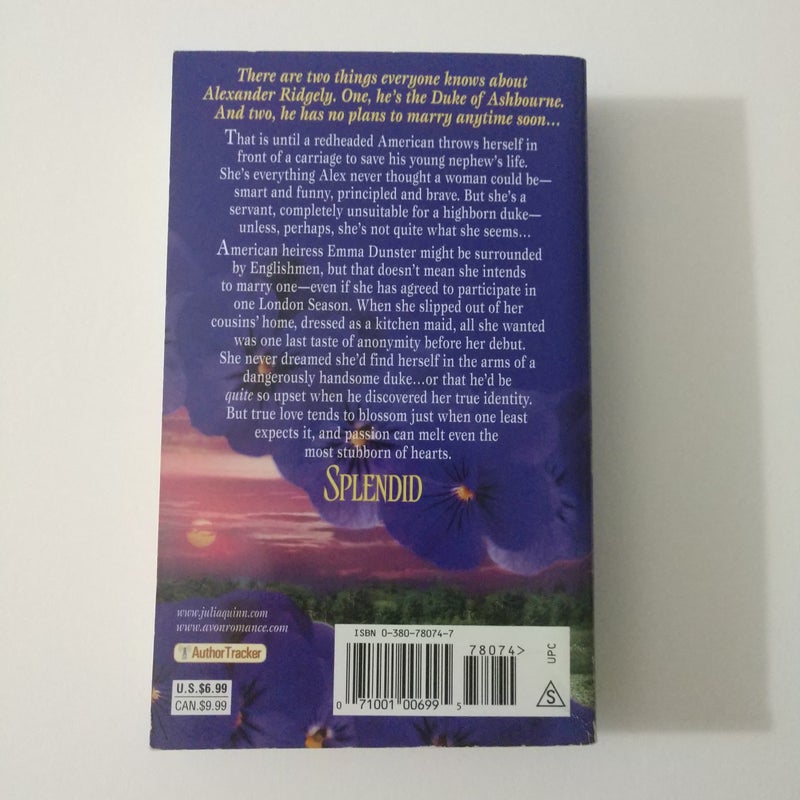 There are two things everyone knows about
Alexander Ridgely. One, he's the Duke of Ashbourne.
And two, he has no plans to marry anytime soon...
That is until a redheaded American throws herself in
front of a carriage to save his young nephew's life.
She's everything Alex never thought a woman could be—
smart and funny, principled and brave. But she's a
servant, completely unsuitable for a highborn duke—
unless, perhaps, she's not quite what she seems...
American heiress Emma Dunster might be surrounded
by Englishmen, but that doesn't mean she intends
to marry one—even if she has agreed to participate in
one London Season. When she slipped out of her
cousins' home, dressed as a kitchen maid, all she wanted
was one last taste of anonymity before her debut.
She never dreamed she'd find herself in the arms of a
dangerously handsome duke...or that he'd be
quite so upset when he discovered her true identity.
But true love tends to blossom just when one least
expects it, and passion can melt even the
most stubborn of hearts.
SPLENDID
www.juliaquinn.com
www.avonromance.com
AuthorTracker
U.S.$6.99
CAN.$9.99
ISBN 0-380-78074-7
78074>
0 71001 00699 5
UPC
S